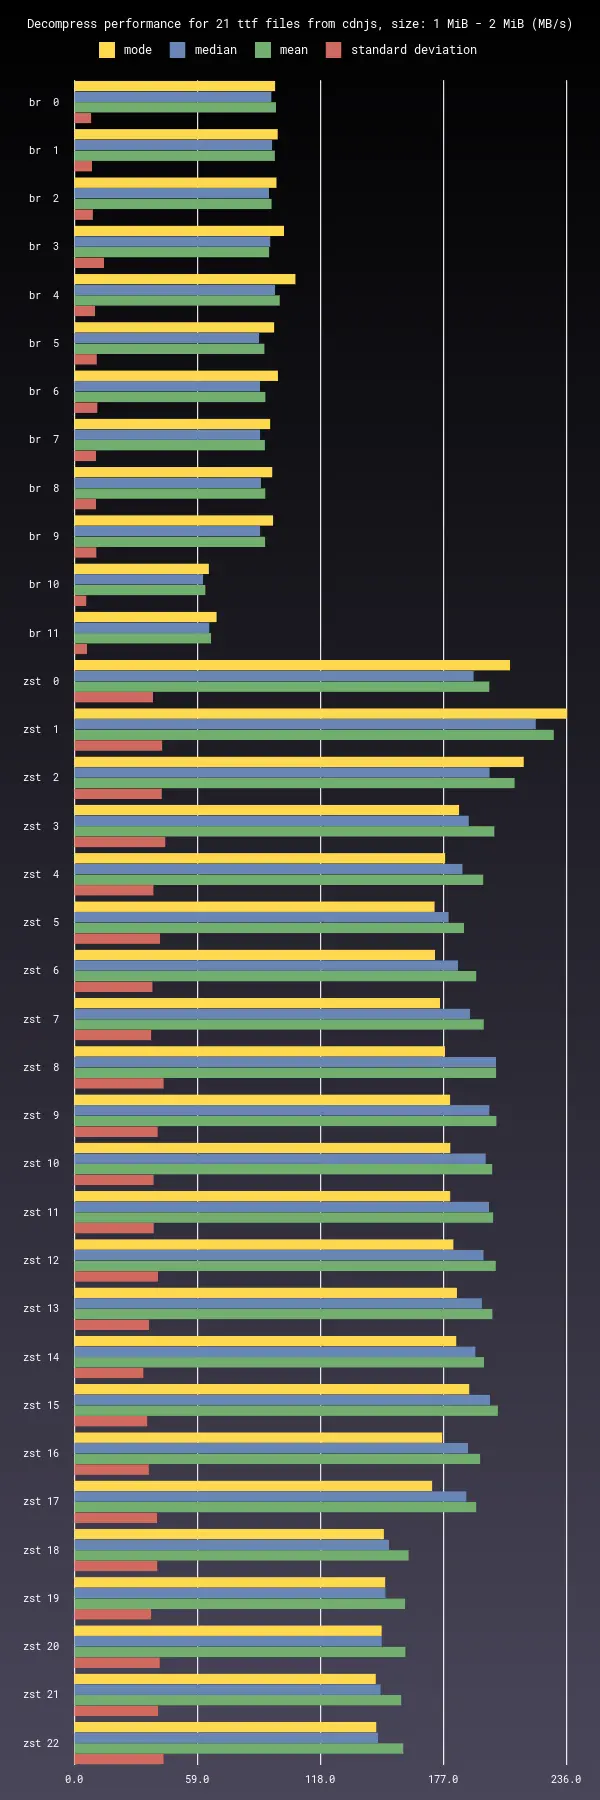 Decompress performance for 21 ttf files from cdnjs, size: 1 MiB - 2 MiB (MB/s)
mode median mean standard deviation
br 0
br 1
br 2
br 3
br 4
br 5
br 6
br 7
br 8
br 9
br 10
br 11
zst 0
zst 1
zst 2
zst 3
zst 4
zst 5
zst 6
zst 7
zst 8
zst 9
zst 10
zst 11
zst 12
zst 13
zst 14
zst 15
zst 16
zst 17
zst 18
zst 19
zst 20
zst 21
zst 22
0.0 59.0 118.0 177.0 236.0